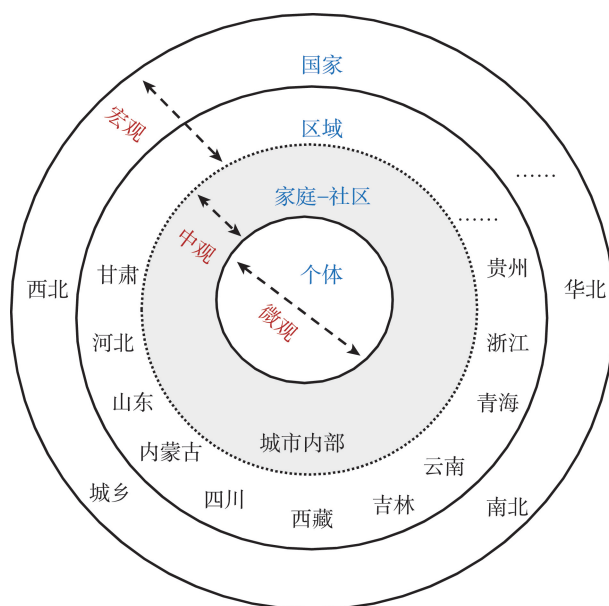 国家
宏观
区域
……
家庭–社区
……
中观
甘肃
个体
贵州
西北
华北
微观
河北
浙江
山东
青海
内蒙古
城市内部
云南
城乡
四川
西藏
吉林
南北